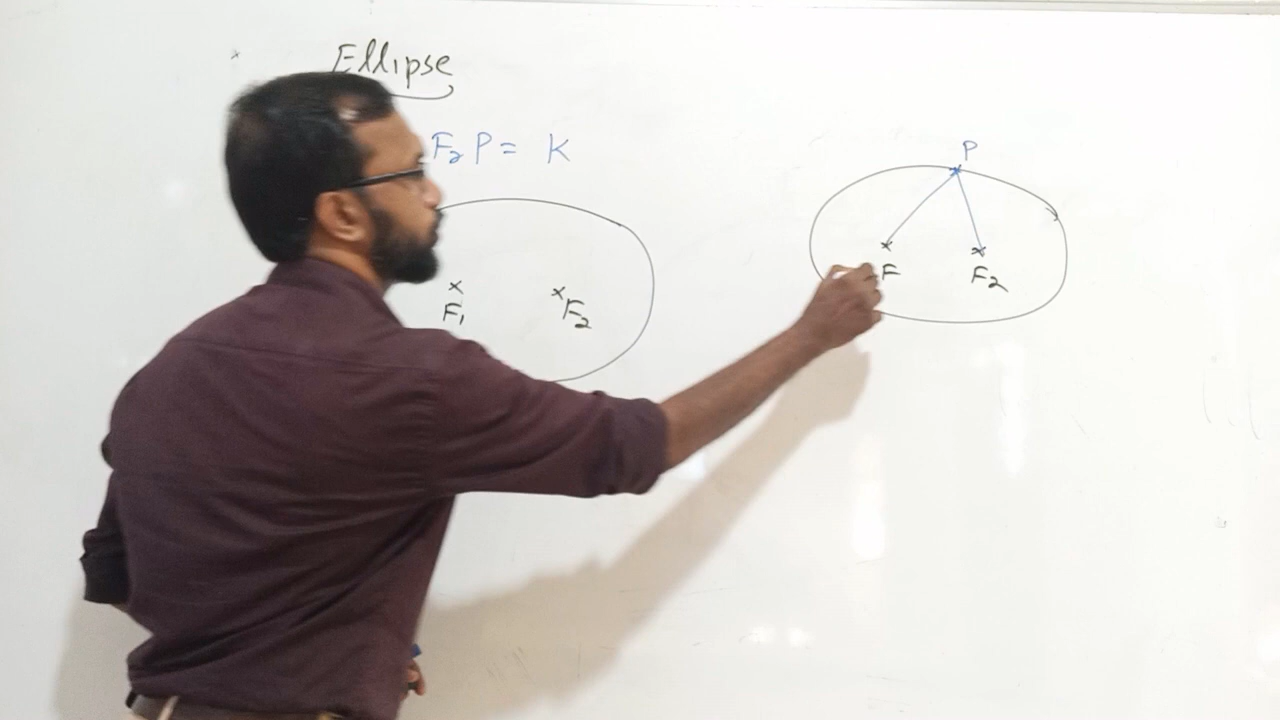 Ellipse
F₂P = K
F₁
F₂
P
F
F₂